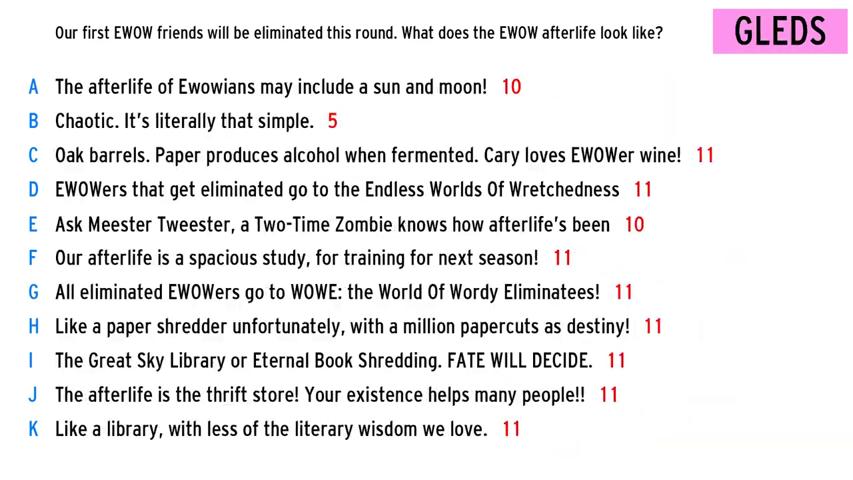 Our first EWOW friends will be eliminated this round. What does the EWOW afterlife look like?
GLEDS
A The afterlife of Ewowians may include a sun and moon! 10
B Chaotic. It's literally that simple. 5
C Oak barrels. Paper produces alcohol when fermented. Cary loves EWOWer wine! 11
D EWOWers that get eliminated go to the Endless Worlds Of Wretchedness 11
E Ask Meester Tweester, a Two-Time Zombie knows how afterlife's been 10
F Our afterlife is a spacious study, for training for next season! 11
G All eliminated EWOWers go to WOWE: the World Of Wordy Eliminatees! 11
H Like a paper shredder unfortunately, with a million papercuts as destiny! 11
I The Great Sky Library or Eternal Book Shredding. FATE WILL DECIDE. 11
J The afterlife is the thrift store! Your existence helps many people!! 11
K Like a library, with less of the literary wisdom we love. 11